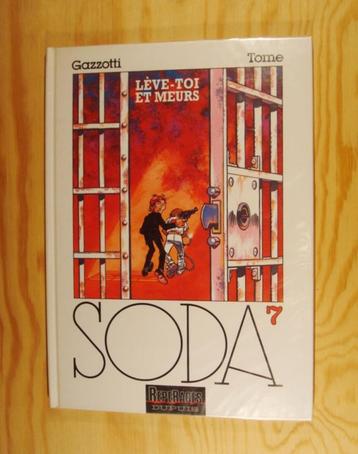 Gazzotti Tome
LÈVE-TOI
ET MEURS
SODA 7
REPÉRAGES
DUPUIS